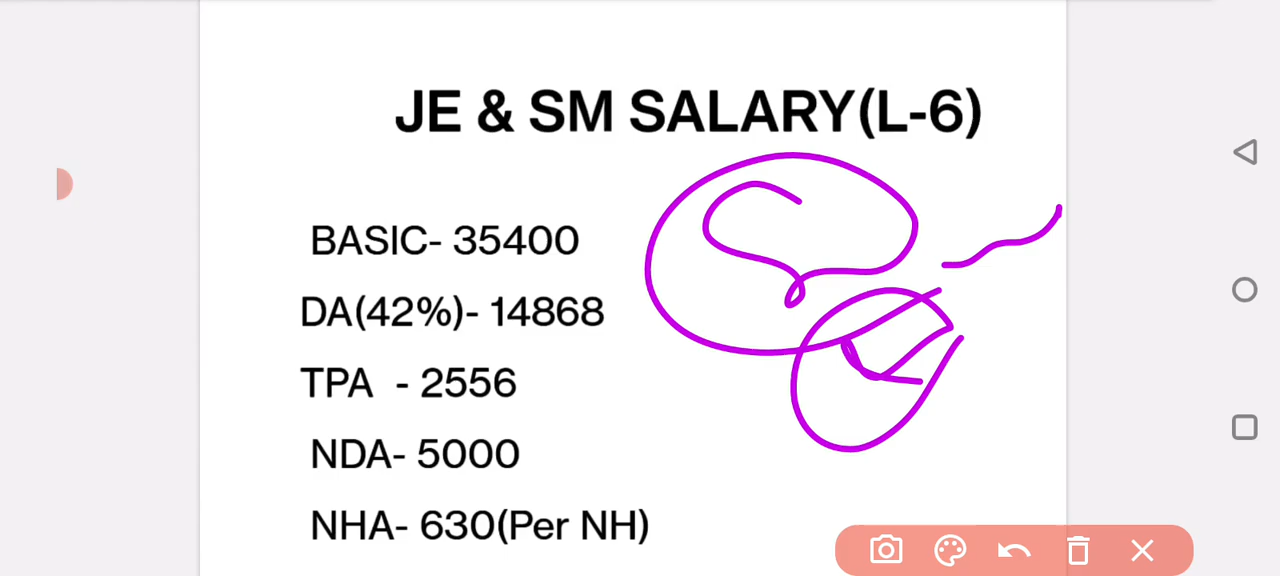 JE & SM SALARY(L-6)
BASIC- 35400
DA(42%)- 14868
TPA - 2556
NDA- 5000
NHA- 630(Per NH)